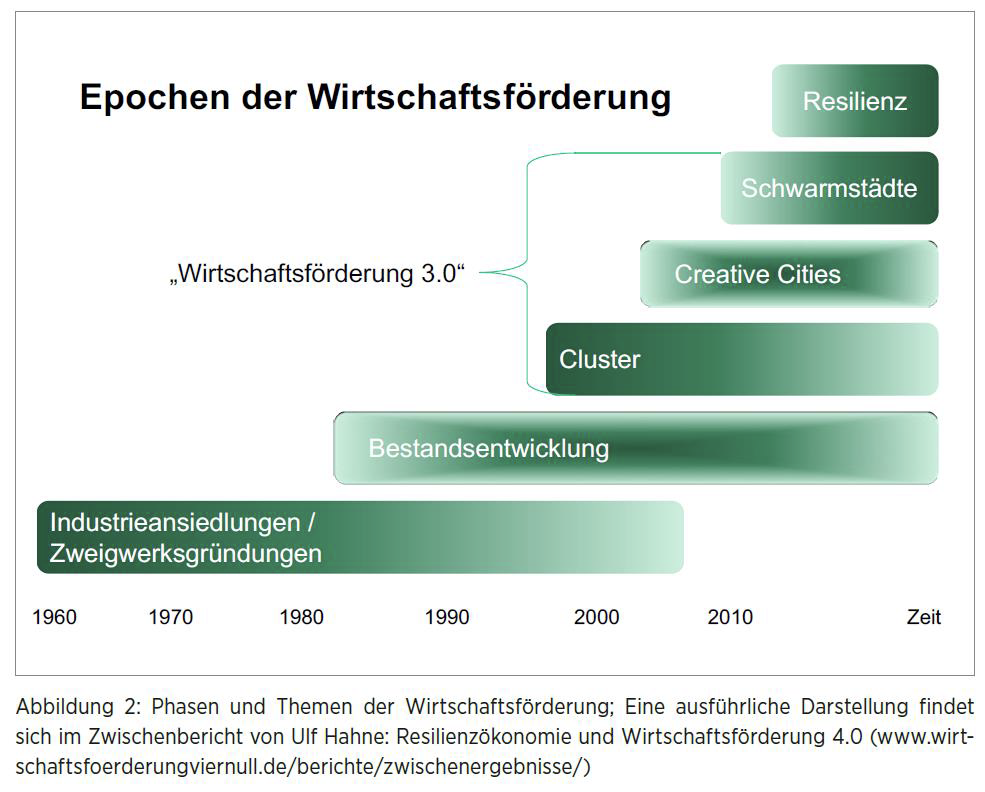 Epochen der Wirtschaftsförderung
Resilienz
Schwarmstädte
„Wirtschaftsförderung 3.0“
Creative Cities
Cluster
Bestandsentwicklung
Industrieansiedlungen /
Zweigwerksgründungen
1960 1970 1980 1990 2000 2010 Zeit
Abbildung 2: Phasen und Themen der Wirtschaftsförderung; Eine ausführliche Darstellung findet
sich im Zwischenbericht von Ulf Hahne: Resilienzökonomie und Wirtschaftsförderung 4.0 (www.wirt-
schaftsfoerderungviernull.de/berichte/zwischenergebnisse/)